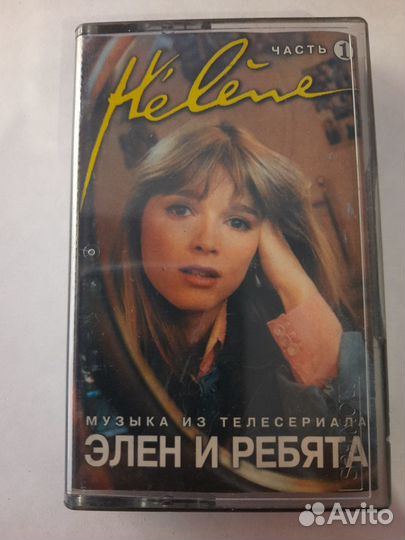 ЧАСТЬ 1
Hélène
МУЗЫКА ИЗ ТЕЛЕСЕРИАЛА
ЭЛЕН И РЕБЯТА
Avito